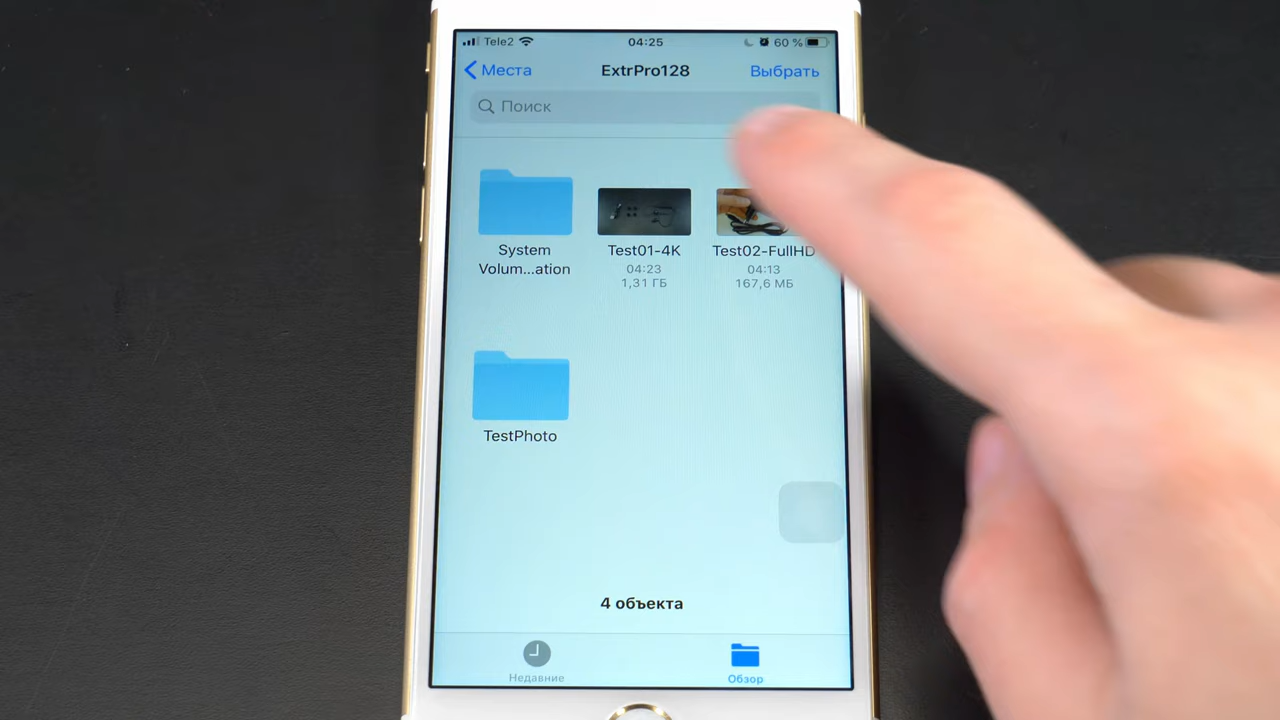 Tele2
04:25
60 %
Места
ExtrPro128
Выбрать
Поиск
System
Volum...ation
Test01-4K
04:23
1,31 ГБ
Test02-FullHD
04:13
167,6 МБ
TestPhoto
4 объекта
Недавние
Обзор